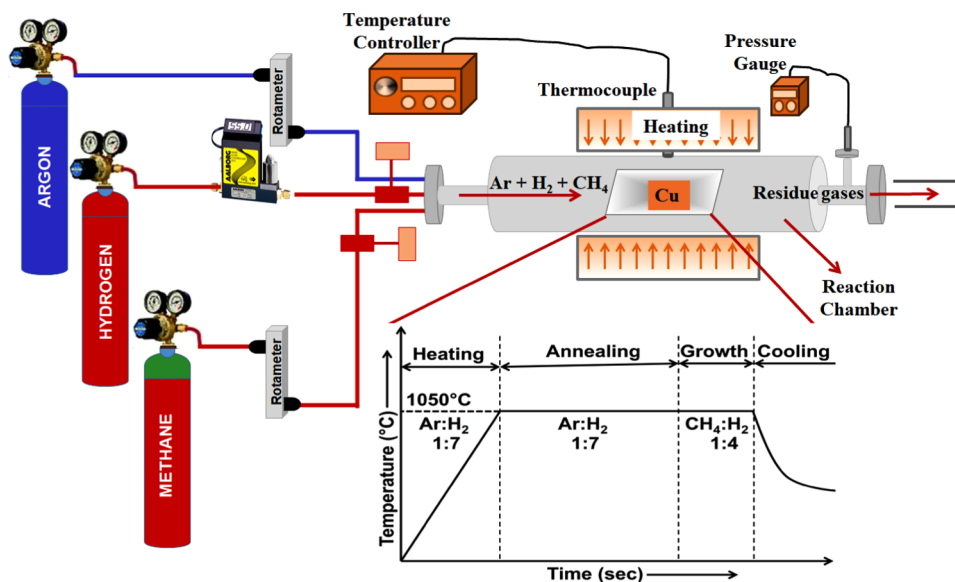 ARGON
HYDROGEN
METHANE
Rotameter
55.0
AALBORG
Rotameter
Temperature
Controller
Thermocouple
Pressure
Gauge
Heating
Ar + H₂ + CH₄
Cu
Residue gases
Reaction
Chamber
Heating
Annealing
Growth
Cooling
1050°C
Ar:H₂
1:7
Ar:H₂
1:7
CH₄:H₂
1:4
Temperature (°C)
Time (sec)